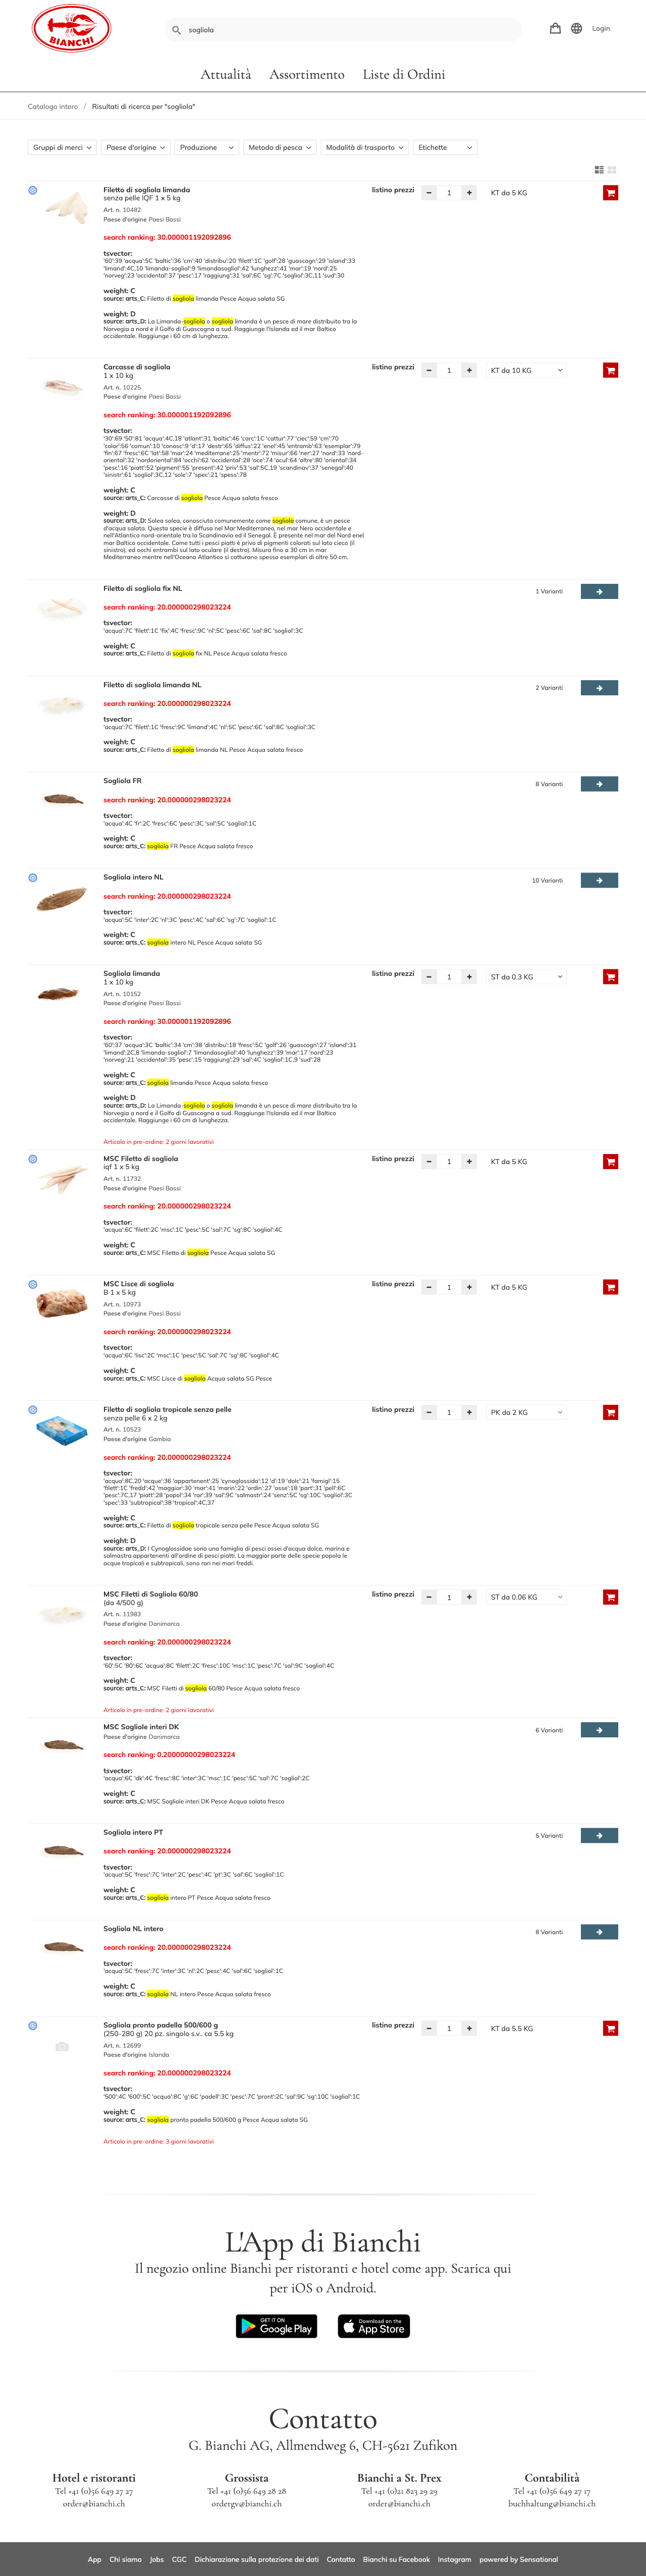 BIANCHI
sogliola
Login
Attualità Assortimento Liste di Ordini
Catalogo intero / Risultati di ricerca per "sogliola"
Gruppi di merci Paese d'origine Produzione Metodo di pesca Modalità di trasporto Etichette
Filetto di sogliola limanda listino prezzi 1 KT da 5 KG
senza pelle IQF 1 x 5 kg
Art. n. 10482
Paese d'origine Paesi Bassi
search ranking: 30.000001192092896
tsvector:
'60':39 'acqua':5C 'baltic':36 'cm':40 'distribu':20 'filett':1C 'golf':28 'guascogn':29 'island':33
'limand':4C,10 'limanda-sogliol':9 'limandasogliol':42 'lunghezz':41 'mar':19 'nord':25
'norveg':23 'occidental':37 'pesc':17 'raggiung':31 'sal':6C 'sg':7C 'sogliol':3C,11 'sud':30
weight: C
source: arts_C: Filetto di sogliola limanda Pesce Acqua salata SG
weight: D
source: arts_D: La Limanda-sogliola o sogliola limanda è un pesce di mare distribuito tra la
Norvegia a nord e il Golfo di Guascogna a sud. Raggiunge l'Islanda ed il mar Baltico
occidentale. Raggiunge i 60 cm di lunghezza.
Carcasse di sogliola listino prezzi 1 KT da 10 KG
1 x 10 kg
Art. n. 10225
Paese d'origine Paesi Bassi
search ranking: 30.000001192092896
tsvector:
'30':69 '50':81 'acqua':4C,18 'atlant':31 'baltic':46 'carc':1C 'cattur':77 'ciec':59 'cm':70
'color':56 'comun':10 'conosc':9 'd':17 'destr':65 'diffus':22 'enel':45 'entramb':63 'esemplar':79
'fin':67 'fresc':6C 'lat':58 'mar':24 'mediterrane':25 'mentr':72 'misur':66 'ner':27 'nord':33 'nord-
oriental':32 'nordoriental':84 'occhi':62 'occidental':28 'oce':74 'ocul':64 'oltre':80 'oriental':34
'pesc':16 'piatt':52 'pigment':55 'present':42 'priv':53 'sal':5C,19 'scandinav':37 'senegal':40
'sinistr':61 'sogliol':3C,12 'sole':7 'spec':21 'spess':78
weight: C
source: arts_C: Carcasse di sogliola Pesce Acqua salata fresco
weight: D
source: arts_D: Solea solea, conosciuta comunemente come sogliola comune, è un pesce
d'acqua salata. Questa specie è diffusa nel Mar Mediterraneo, nel mar Nero occidentale e
nell'Atlantico nord-orientale tra la Scandinavia ed il Senegal. È presente nel mar del Nord enel
mar Baltico occidentale. Come tutti i pesci piatti è privo di pigmenti colorati sul lato cieco (il
sinistro), ed occhi entrambi sul lato oculare (il destro). Misura fino a 30 cm in mar
Mediterraneo mentre nell'Oceano Atlantico si catturano spesso esemplari di oltre 50 cm.
Filetto di sogliola fix NL 1 Varianti
search ranking: 20.000000298023224
tsvector:
'acqua':7C 'filett':1C 'fix':4C 'fresc':9C 'nl':5C 'pesc':6C 'sal':8C 'sogliol':3C
weight: C
source: arts_C: Filetto di sogliola fix NL Pesce Acqua salata fresco
Filetto di sogliola limanda NL 2 Varianti
search ranking: 20.000000298023224
tsvector:
'acqua':7C 'filett':1C 'fresc':9C 'limand':4C 'nl':5C 'pesc':6C 'sal':8C 'sogliol':3C
weight: C
source: arts_C: Filetto di sogliola limanda NL Pesce Acqua salata fresco
Sogliola FR 8 Varianti
search ranking: 20.000000298023224
tsvector:
'acqua':4C 'fr':2C 'fresc':6C 'pesc':3C 'sal':5C 'sogliol':1C
weight: C
source: arts_C: sogliola FR Pesce Acqua salata fresco
Sogliola intero NL 10 Varianti
search ranking: 20.000000298023224
tsvector:
'acqua':5C 'inter':2C 'nl':3C 'pesc':4C 'sal':6C 'sg':7C 'sogliol':1C
weight: C
source: arts_C: sogliola intero NL Pesce Acqua salata SG
Sogliola limanda listino prezzi 1 ST da 0.3 KG
1 x 10 kg
Art. n. 10152
Paese d'origine Paesi Bassi
search ranking: 30.000001192092896
tsvector:
'60':37 'acqua':3C 'baltic':34 'cm':38 'distribu':18 'fresc':5C 'golf':26 'guascogn':27 'island':31
'limand':2C,8 'limanda-sogliol':7 'limandasogliol':40 'lunghezz':39 'mar':17 'nord':23
'norveg':21 'occidental':35 'pesc':15 'raggiung':29 'sal':4C 'sogliol':1C,9 'sud':28
weight: C
source: arts_C: sogliola limanda Pesce Acqua salata fresco
weight: D
source: arts_D: La Limanda-sogliola o sogliola limanda è un pesce di mare distribuito tra la
Norvegia a nord e il Golfo di Guascogna a sud. Raggiunge l'Islanda ed il mar Baltico
occidentale. Raggiunge i 60 cm di lunghezza.
Articolo in pre-ordine: 2 giorni lavorativi
MSC Filetto di sogliola listino prezzi 1 KT da 5 KG
iqf 1 x 5 kg
Art. n. 11732
Paese d'origine Paesi Bassi
search ranking: 20.000000298023224
tsvector:
'acqua':6C 'filett':2C 'msc':1C 'pesc':5C 'sal':7C 'sg':8C 'sogliol':4C
weight: C
source: arts_C: MSC Filetto di sogliola Pesce Acqua salata SG
MSC Lisce di sogliola listino prezzi 1 KT da 5 KG
B 1 x 5 kg
Art. n. 10973
Paese d'origine Paesi Bassi
search ranking: 20.000000298023224
tsvector:
'acqua':6C 'lisc':2C 'msc':1C 'pesc':5C 'sal':7C 'sg':8C 'sogliol':4C
weight: C
source: arts_C: MSC Lisce di sogliola Acqua salata SG Pesce
Filetto di sogliola tropicale senza pelle listino prezzi 1 PK da 2 KG
senza pelle 6 x 2 kg
Art. n. 10523
Paese d'origine Gambia
search ranking: 20.000000298023224
tsvector:
'acqua':8C,20 'acque':36 'appartenent':25 'cynoglossida':12 'd':19 'dolc':21 'famigl':15
'filett':1C 'fredd':42 'maggior':30 'mar':41 'marin':22 'ordin':27 'osse':18 'part':31 'pell':6C
'pesc':7C,17 'piatt':28 'popol':34 'rar':39 'sal':9C 'salmastr':24 'senz':5C 'sg':10C 'sogliol':3C
'spec':33 'subtropical':38 'tropical':4C,37
weight: C
source: arts_C: Filetto di sogliola tropicale senza pelle Pesce Acqua salata SG
weight: D
source: arts_D: I Cynoglossidae sono una famiglia di pesci ossei d'acqua dolce, marina e
salmastra appartenenti all'ordine di pesci piatti. La maggior parte delle specie popola le
acque tropicali e subtropicali, sono rari nei mari freddi.
MSC Filetti di Sogliola 60/80 listino prezzi 1 ST da 0.06 KG
(da 4/500 g)
Art. n. 11983
Paese d'origine Danimarca
search ranking: 20.000000298023224
tsvector:
'60':5C '80':6C 'acqua':8C 'filett':2C 'fresc':10C 'msc':1C 'pesc':7C 'sal':9C 'sogliol':4C
weight: C
source: arts_C: MSC Filetti di sogliola 60/80 Pesce Acqua salata fresco
Articolo in pre-ordine: 2 giorni lavorativi
MSC Sogliole interi DK 6 Varianti
Paese d'origine Danimarca
search ranking: 0.20000000298023224
tsvector:
'acqua':6C 'dk':4C 'fresc':8C 'inter':3C 'msc':1C 'pesc':5C 'sal':7C 'sogliol':2C
weight: C
source: arts_C: MSC Sogliole interi DK Pesce Acqua salata fresco
Sogliola intero PT 5 Varianti
search ranking: 20.000000298023224
tsvector:
'acqua':5C 'fresc':7C 'inter':2C 'pesc':4C 'pt':3C 'sal':6C 'sogliol':1C
weight: C
source: arts_C: sogliola intero PT Pesce Acqua salata fresco
Sogliola NL intero 8 Varianti
search ranking: 20.000000298023224
tsvector:
'acqua':5C 'fresc':7C 'inter':3C 'nl':2C 'pesc':4C 'sal':6C 'sogliol':1C
weight: C
source: arts_C: sogliola NL intero Pesce Acqua salata fresco
Sogliola pronto padella 500/600 g listino prezzi 1 KT da 5.5 KG
(250-280 g) 20 pz. singolo s.v.. ca 5.5 kg
Art. n. 12699
Paese d'origine Islanda
search ranking: 20.000000298023224
tsvector:
'500':4C '600':5C 'acqua':8C 'g':6C 'padell':3C 'pesc':7C 'pront':2C 'sal':9C 'sg':10C 'sogliol':1C
weight: C
source: arts_C: sogliola pronto padella 500/600 g Pesce Acqua salata SG
Articolo in pre-ordine: 3 giorni lavorativi
L'App di Bianchi
Il negozio online Bianchi per ristoranti e hotel come app. Scarica qui
per iOS o Android.
GET IT ON Google Play Download on the App Store
Contatto
G. Bianchi AG, Allmendweg 6, CH-5621 Zufikon
Hotel e ristoranti Grossista Bianchi a St. Prex Contabilità
Tel +41 (0)56 649 27 27 Tel +41 (0)56 649 28 28 Tel +41 (0)21 823 29 29 Tel +41 (0)56 649 27 17
order@bianchi.ch ordergv@bianchi.ch order@bianchi.ch buchhaltung@bianchi.ch
App Chi siamo Jobs CGC Dichiarazione sulla protezione dei dati Contatto Bianchi su Facebook Instagram powered by Sensational